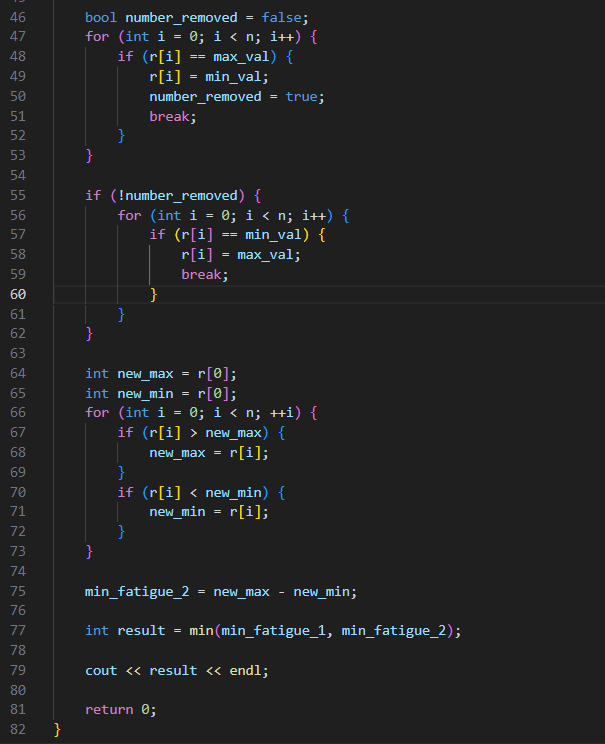 46 bool number_removed = false;
47 for (int i = 0; i < n; i++) {
48 if (r[i] == max_val) {
49 r[i] = min_val;
50 number_removed = true;
51 break;
52 }
53 }
54
55 if (!number_removed) {
56 for (int i = 0; i < n; i++) {
57 if (r[i] == min_val) {
58 r[i] = max_val;
59 break;
60 }
61 }
62 }
63
64 int new_max = r[0];
65 int new_min = r[0];
66 for (int i = 0; i < n; ++i) {
67 if (r[i] > new_max) {
68 new_max = r[i];
69 }
70 if (r[i] < new_min) {
71 new_min = r[i];
72 }
73 }
74
75 min_fatigue_2 = new_max - new_min;
76
77 int result = min(min_fatigue_1, min_fatigue_2);
78
79 cout << result << endl;
80
81 return 0;
82 }